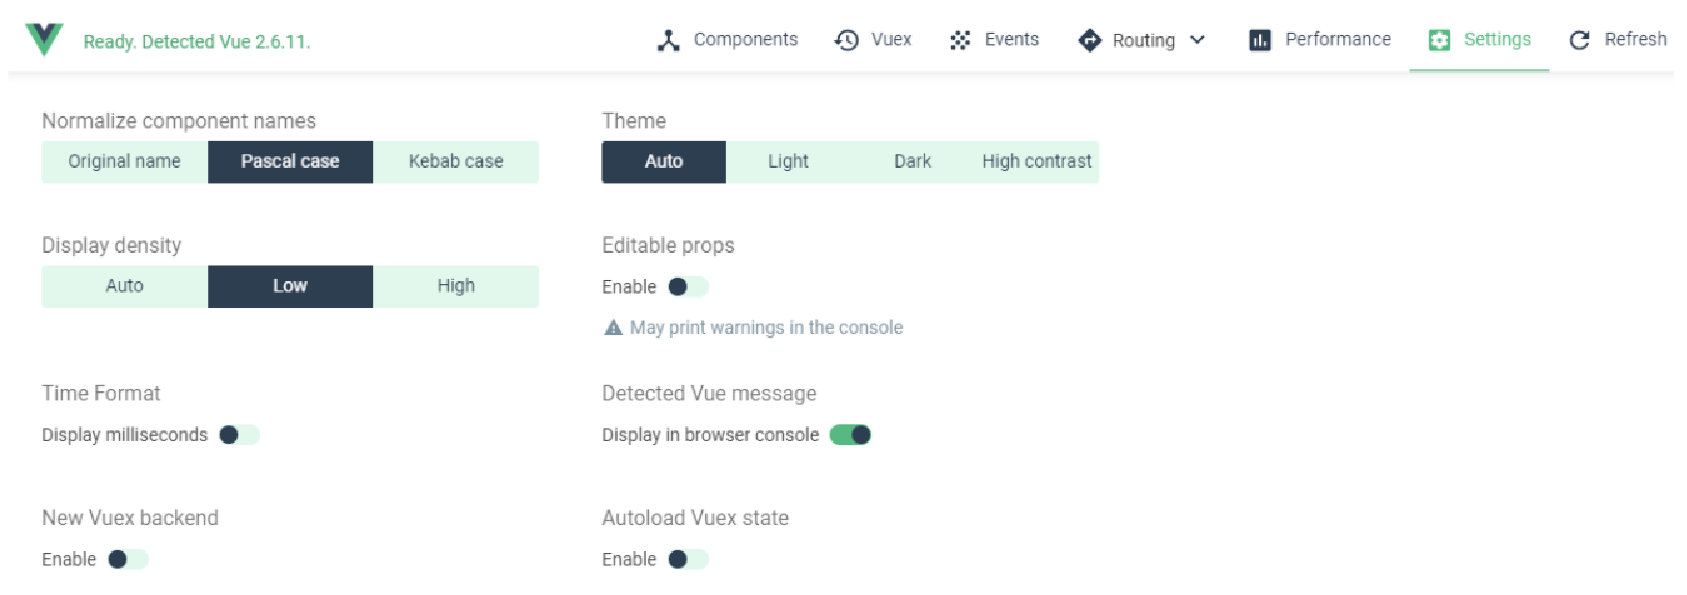 Ready. Detected Vue 2.6.11.
Components Vuex Events Routing Performance Settings Refresh
Normalize component names
Original name Pascal case Kebab case
Theme
Auto Light Dark High contrast
Display density
Auto Low High
Editable props
Enable
May print warnings in the console
Time Format
Display milliseconds
Detected Vue message
Display in browser console
New Vuex backend
Enable
Autoload Vuex state
Enable